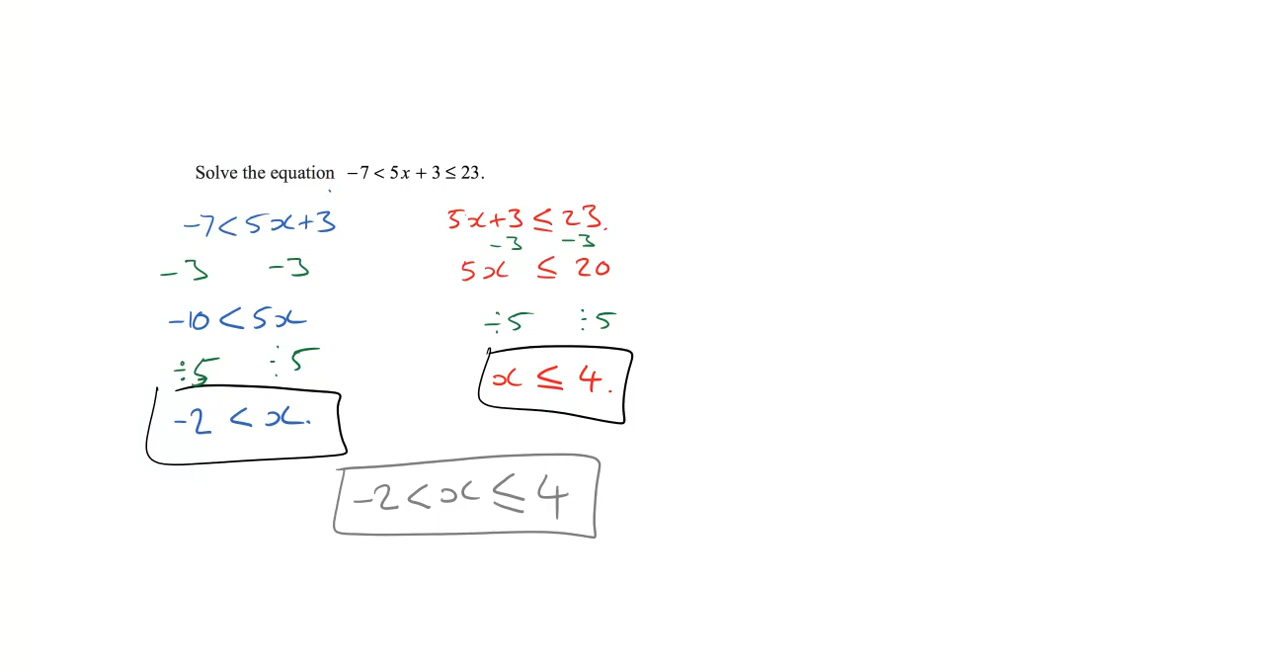 Solve the equation −7 < 5x + 3 ≤ 23.
-7 < 5x+3
-3 -3
-10 < 5x
÷5 ÷5
-2 < x.
5x+3 ≤ 23.
-3 -3
5x ≤ 20
÷5 ÷5
x ≤ 4.
-2 < x ≤ 4